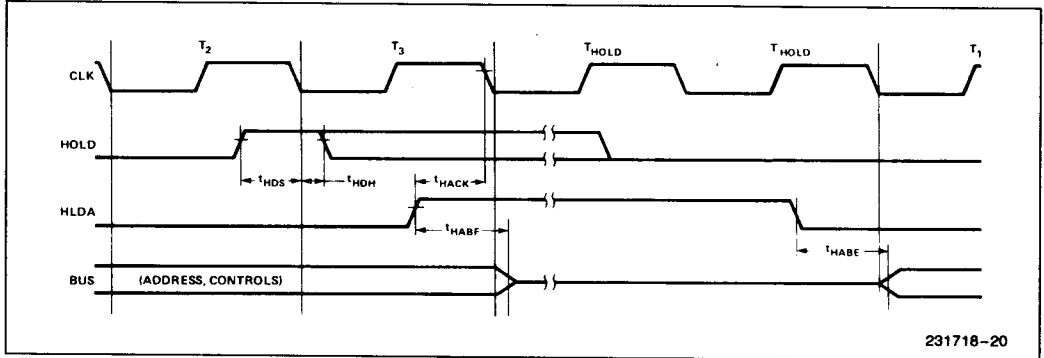 T2 T3 THOLD THOLD T1
CLK
HOLD
tHDS tHDH tHACK
HLDA
tHABF tHABE
BUS (ADDRESS, CONTROLS)
231718-20